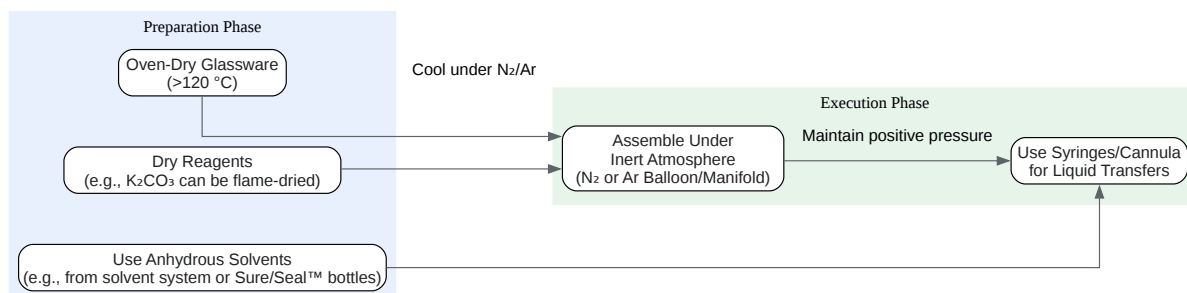 Preparation Phase
Oven-Dry Glassware
(>120 °C)
Cool under N₂/Ar
Dry Reagents
(e.g., K₂CO₃ can be flame-dried)
Use Anhydrous Solvents
(e.g., from solvent system or Sure/Seal™ bottles)
Execution Phase
Assemble Under
Inert Atmosphere
(N₂ or Ar Balloon/Manifold)
Maintain positive pressure
Use Syringes/Cannula
for Liquid Transfers